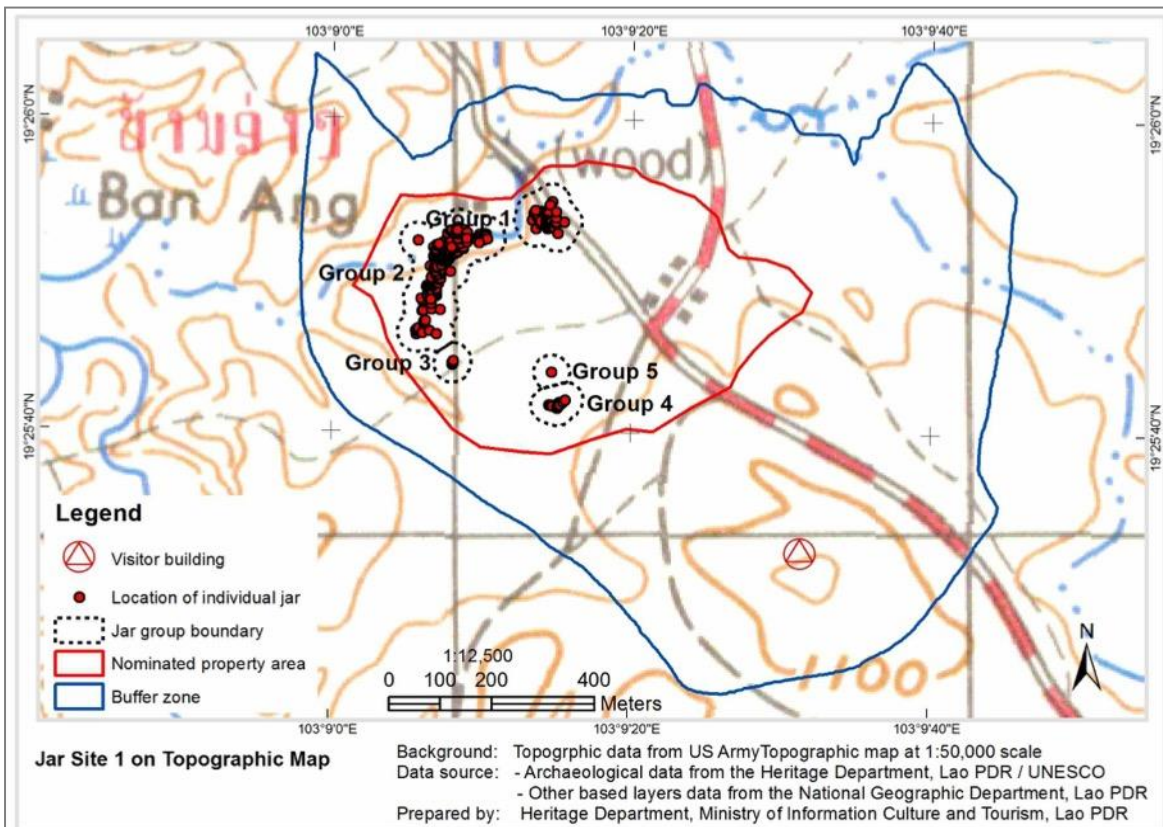 103°9'0"E
103°9'20"E
103°9'40"E
19°26'0"N
19°26'0"N
บ้านอ่าง
(wood)
Ban Ang
Group 1
Group 2
Group 3
Group 5
Group 4
19°25'40"N
19°25'40"N
Legend
Visitor building
Location of individual jar
Jar group boundary
Nominated property area
Buffer zone
1:12,500
0 100 200 400
Meters
1100
N
103°9'0"E
103°9'20"E
103°9'40"E
Jar Site 1 on Topographic Map
Background: Topogrphic data from US ArmyTopographic map at 1:50,000 scale
Data source: - Archaeological data from the Heritage Department, Lao PDR / UNESCO
- Other based layers data from the National Geographic Department, Lao PDR
Prepared by: Heritage Department, Ministry of Information Culture and Tourism, Lao PDR